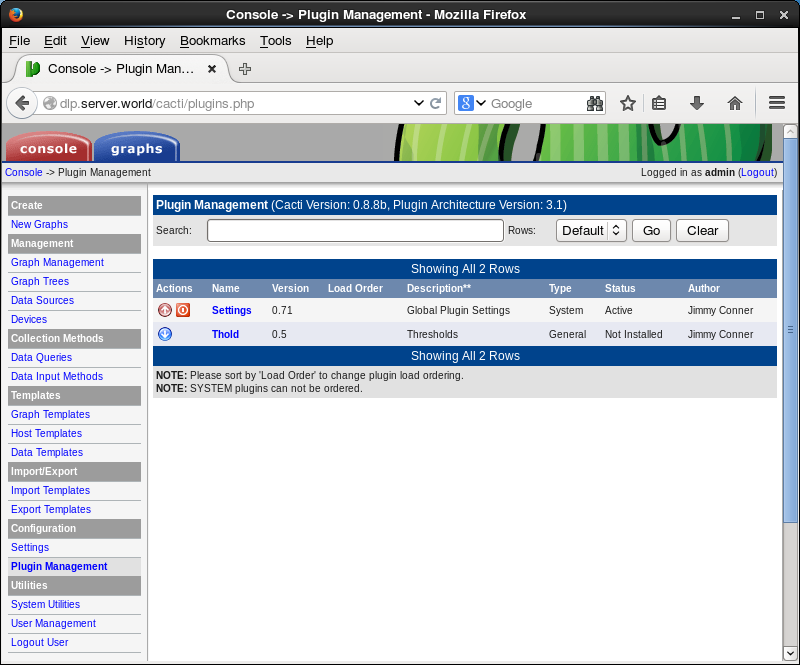 Console -> Plugin Management - Mozilla Firefox
File Edit View History Bookmarks Tools Help
Console -> Plugin Man...
dlp.server.world/cacti/plugins.php
8 Google
console graphs
Console -> Plugin Management
Logged in as admin (Logout)
Create
New Graphs
Management
Graph Management
Graph Trees
Data Sources
Devices
Collection Methods
Data Queries
Data Input Methods
Templates
Graph Templates
Host Templates
Data Templates
Import/Export
Import Templates
Export Templates
Configuration
Settings
Plugin Management
Utilities
System Utilities
User Management
Logout User
Plugin Management (Cacti Version: 0.8.8b, Plugin Architecture Version: 3.1)
Search: Rows: Default Go Clear
Showing All 2 Rows
Actions Name Version Load Order Description** Type Status Author
Settings 0.71 Global Plugin Settings System Active Jimmy Conner
Thold 0.5 Thresholds General Not Installed Jimmy Conner
Showing All 2 Rows
NOTE: Please sort by 'Load Order' to change plugin load ordering.
NOTE: SYSTEM plugins can not be ordered.